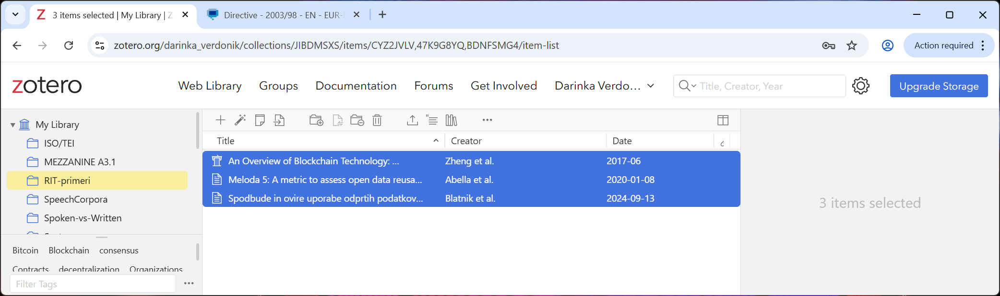 3 items selected | My Library | Z
Directive - 2003/98 - EN - EUR-
zotero.org/darinka_verdonik/collections/JIBDMSXS/items/CYZ2JVLV,47K9G8YQ,BDNFSMG4/item-list
Action required
zotero
Web Library Groups Documentation Forums Get Involved Darinka Verdo... Title, Creator, Year Upgrade Storage
My Library
ISO/TEI
MEZZANINE A3.1
RIT-primeri
SpeechCorpora
Spoken-vs-Written
Bitcoin Blockchain consensus
Contracts decentralization Organizations
Filter Tags
Title Creator Date
An Overview of Blockchain Technology: ... Zheng et al. 2017-06
Meloda 5: A metric to assess open data reusa... Abella et al. 2020-01-08
Spodbude in ovire uporabe odprtih podatkov... Blatnik et al. 2024-09-13
3 items selected